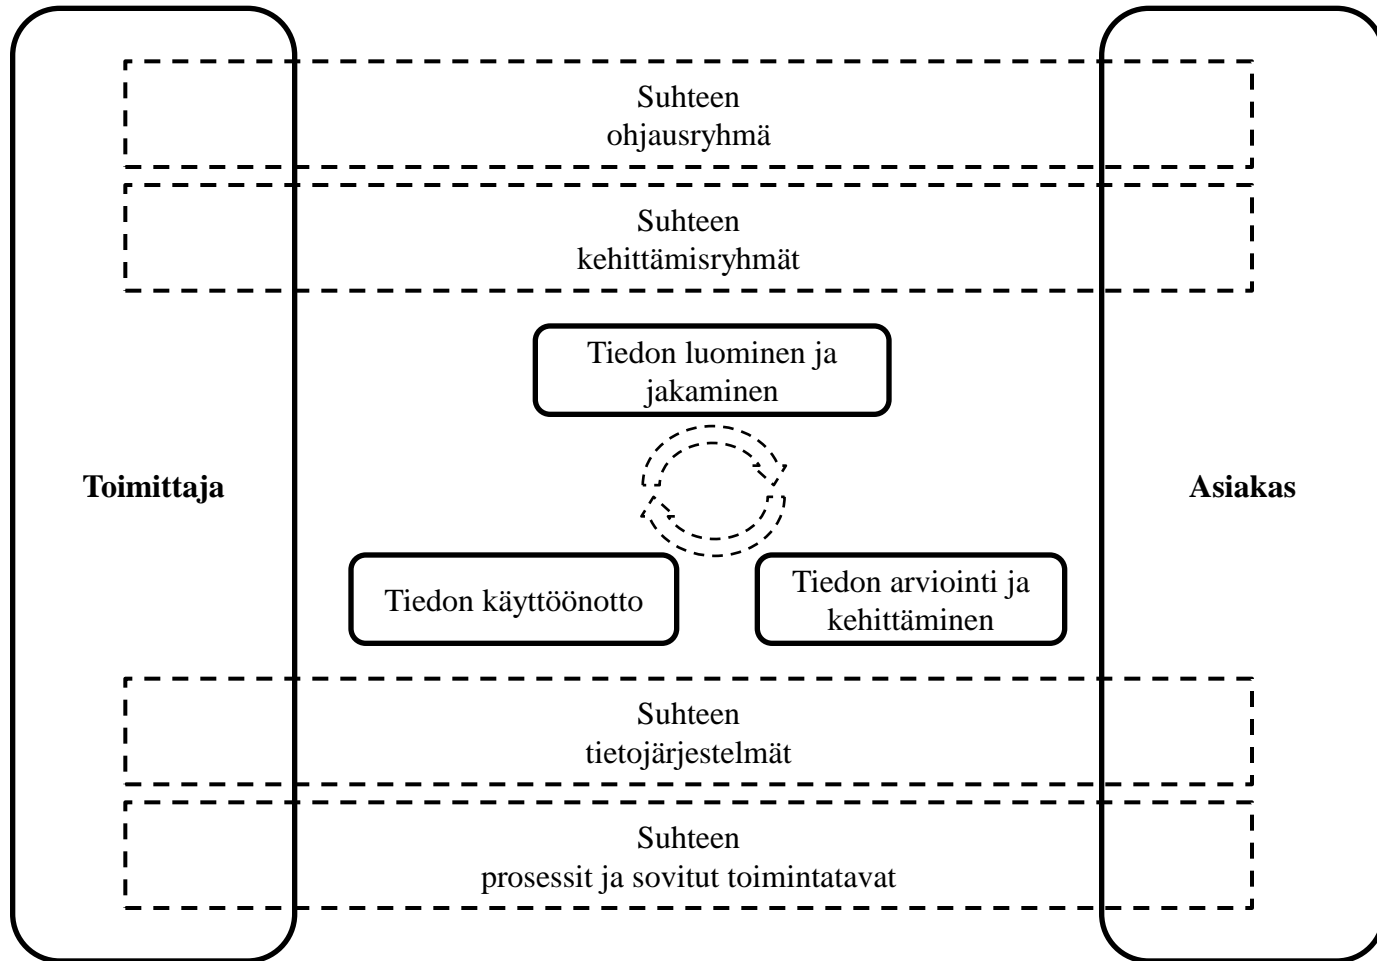 Suhteen
ohjausryhmä
Suhteen
kehittämisryhmät
Tiedon luominen ja
jakaminen
Toimittaja
Asiakas
Tiedon käyttöönotto
Tiedon arviointi ja
kehittäminen
Suhteen
tietojärjestelmät
Suhteen
prosessit ja sovitut toimintatavat